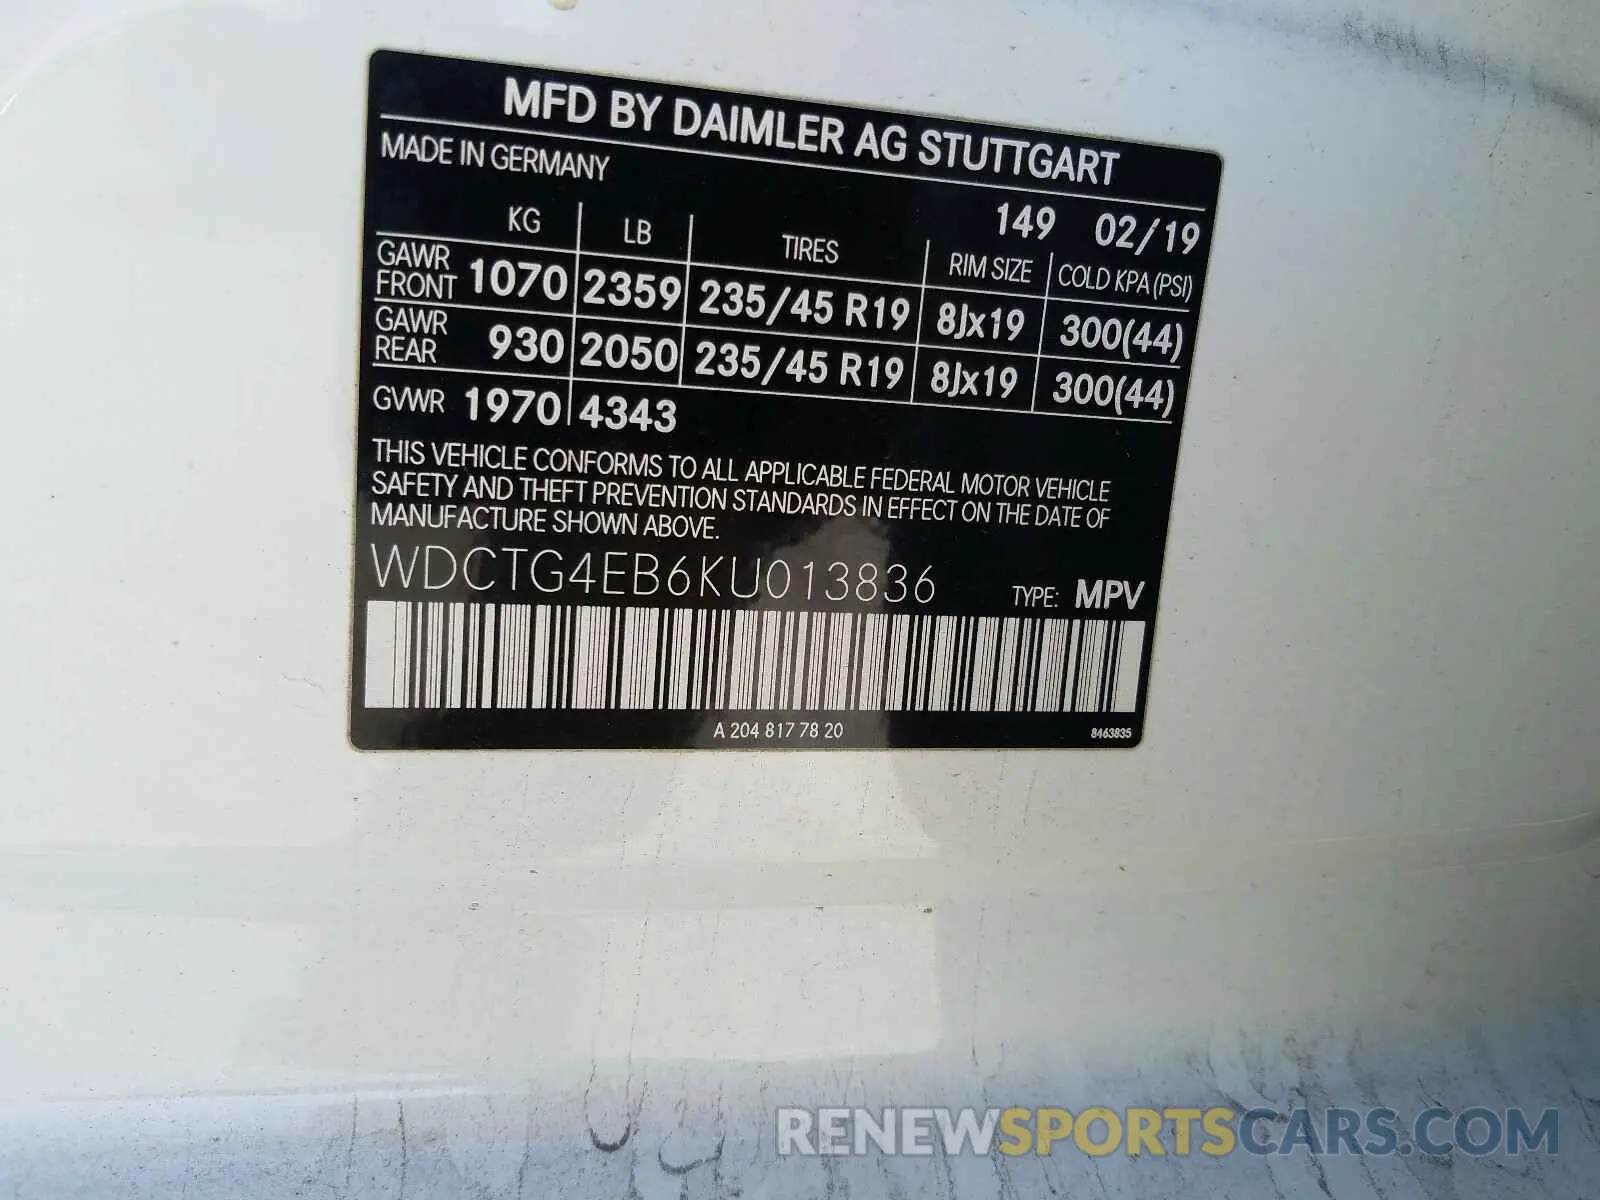 MFD BY DAIMLER AG STUTTGART
MADE IN GERMANY
149 02/19
KG LB TIRES RIM SIZE COLD KPA (PSI)
GAWR FRONT 1070 2359 235/45 R19 8Jx19 300(44)
GAWR REAR 930 2050 235/45 R19 8Jx19 300(44)
GVWR 1970 4343
THIS VEHICLE CONFORMS TO ALL APPLICABLE FEDERAL MOTOR VEHICLE
SAFETY AND THEFT PREVENTION STANDARDS IN EFFECT ON THE DATE OF
MANUFACTURE SHOWN ABOVE.
WDCTG4EB6KU013836 TYPE: MPV
A 204 817 78 20 8463835
RENEWSPORTSCARS.COM